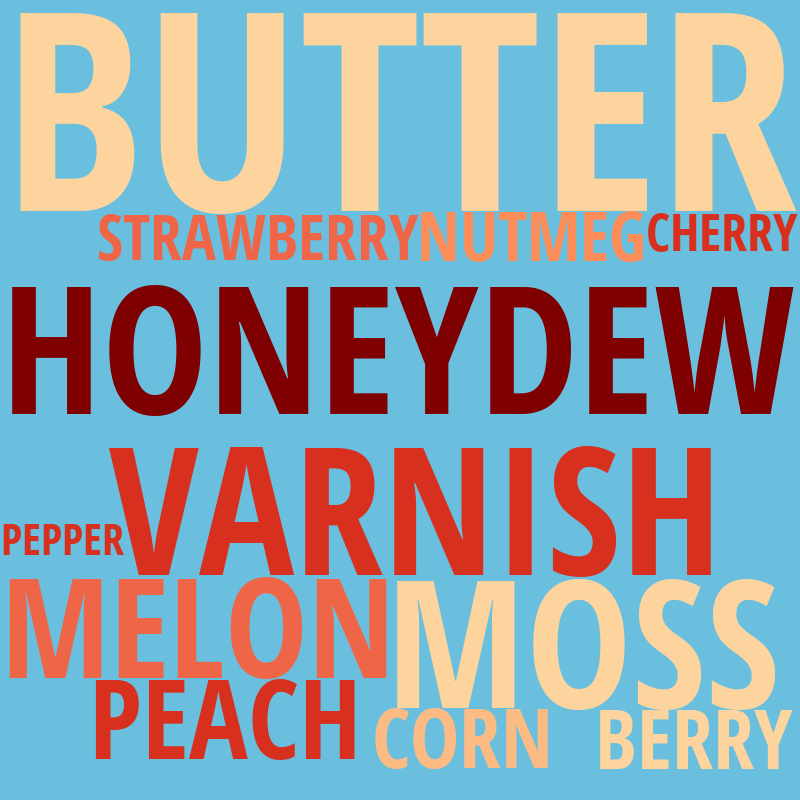 BUTTER
STRAWBERRY NUTMEG CHERRY
HONEYDEW
VARNISH
PEPPER
MELON MOSS
PEACH CORN BERRY